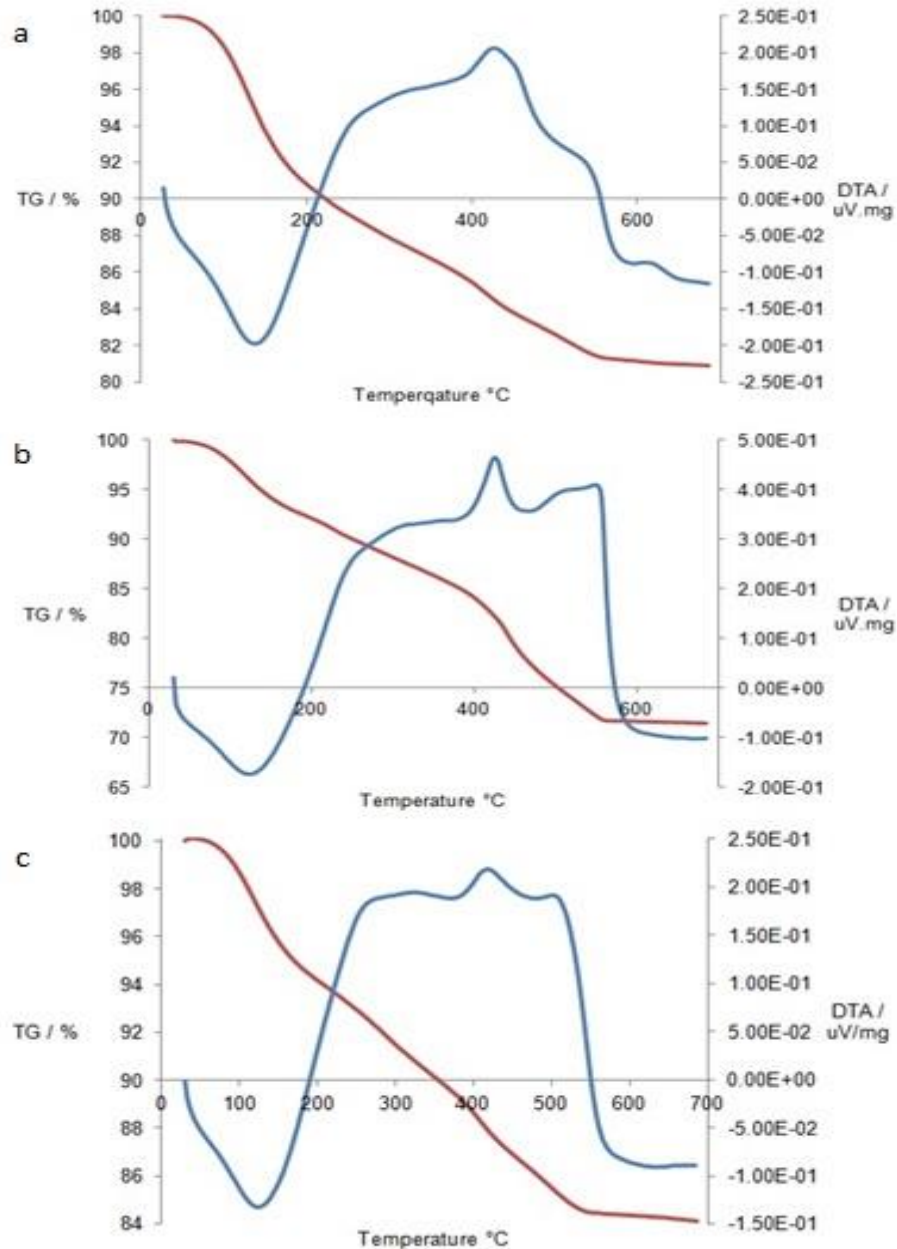 a
100 2.50E-01
98 2.00E-01
96 1.50E-01
94 1.00E-01
92 5.00E-02
TG / % 90 0.00E+00 DTA / uV.mg
0 200 400 600
88 -5.00E-02
86 -1.00E-01
84 -1.50E-01
82 -2.00E-01
80 -2.50E-01
Temperqature °C
b
100 5.00E-01
95 4.00E-01
90 3.00E-01
85 2.00E-01
TG / % 80 1.00E-01 DTA / uV.mg
75 0.00E+00
0 200 400 600
70 -1.00E-01
65 -2.00E-01
Temperature °C
c
100 2.50E-01
98 2.00E-01
96 1.50E-01
94 1.00E-01
TG / % 92 5.00E-02 DTA / uV/mg
90 0.00E+00
0 100 200 300 400 500 600 700
88 -5.00E-02
86 -1.00E-01
84 -1.50E-01
Temperature °C